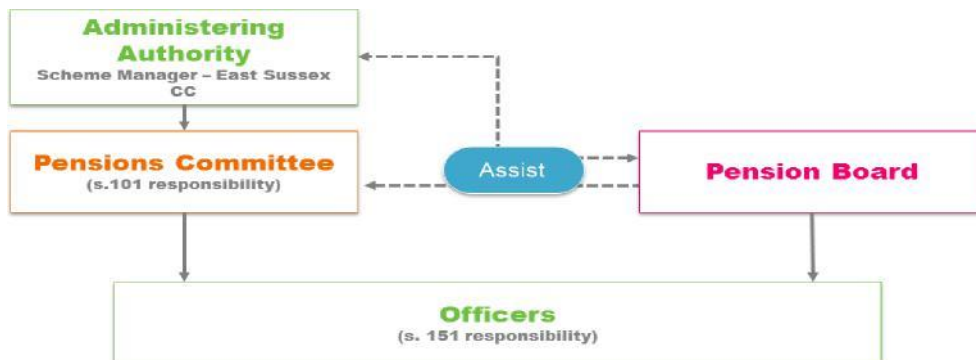 Administering
Authority
Scheme Manager – East Sussex
CC
Pensions Committee
(s.101 responsibility)
Assist
Pension Board
Officers
(s. 151 responsibility)